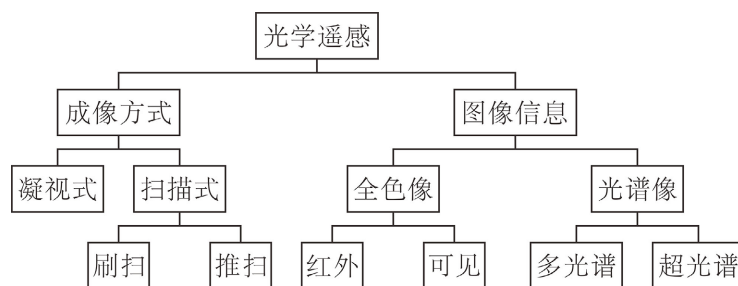 光学遥感
成像方式 图像信息
凝视式 扫描式 全色像 光谱像
刷扫 推扫 红外 可见 多光谱 超光谱